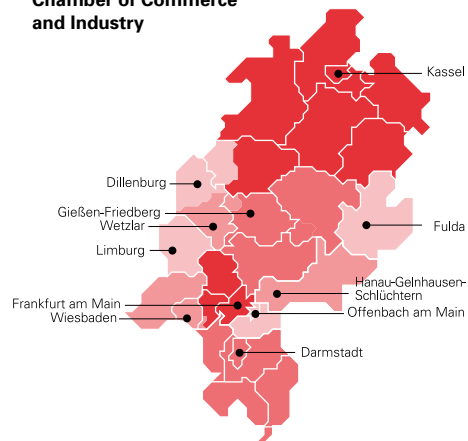 Chamber of Commerce
and Industry
Kassel
Dillenburg
Gießen-Friedberg
Wetzlar
Fulda
Limburg
Hanau-Gelnhausen-
Schlüchtern
Frankfurt am Main
Offenbach am Main
Wiesbaden
Darmstadt